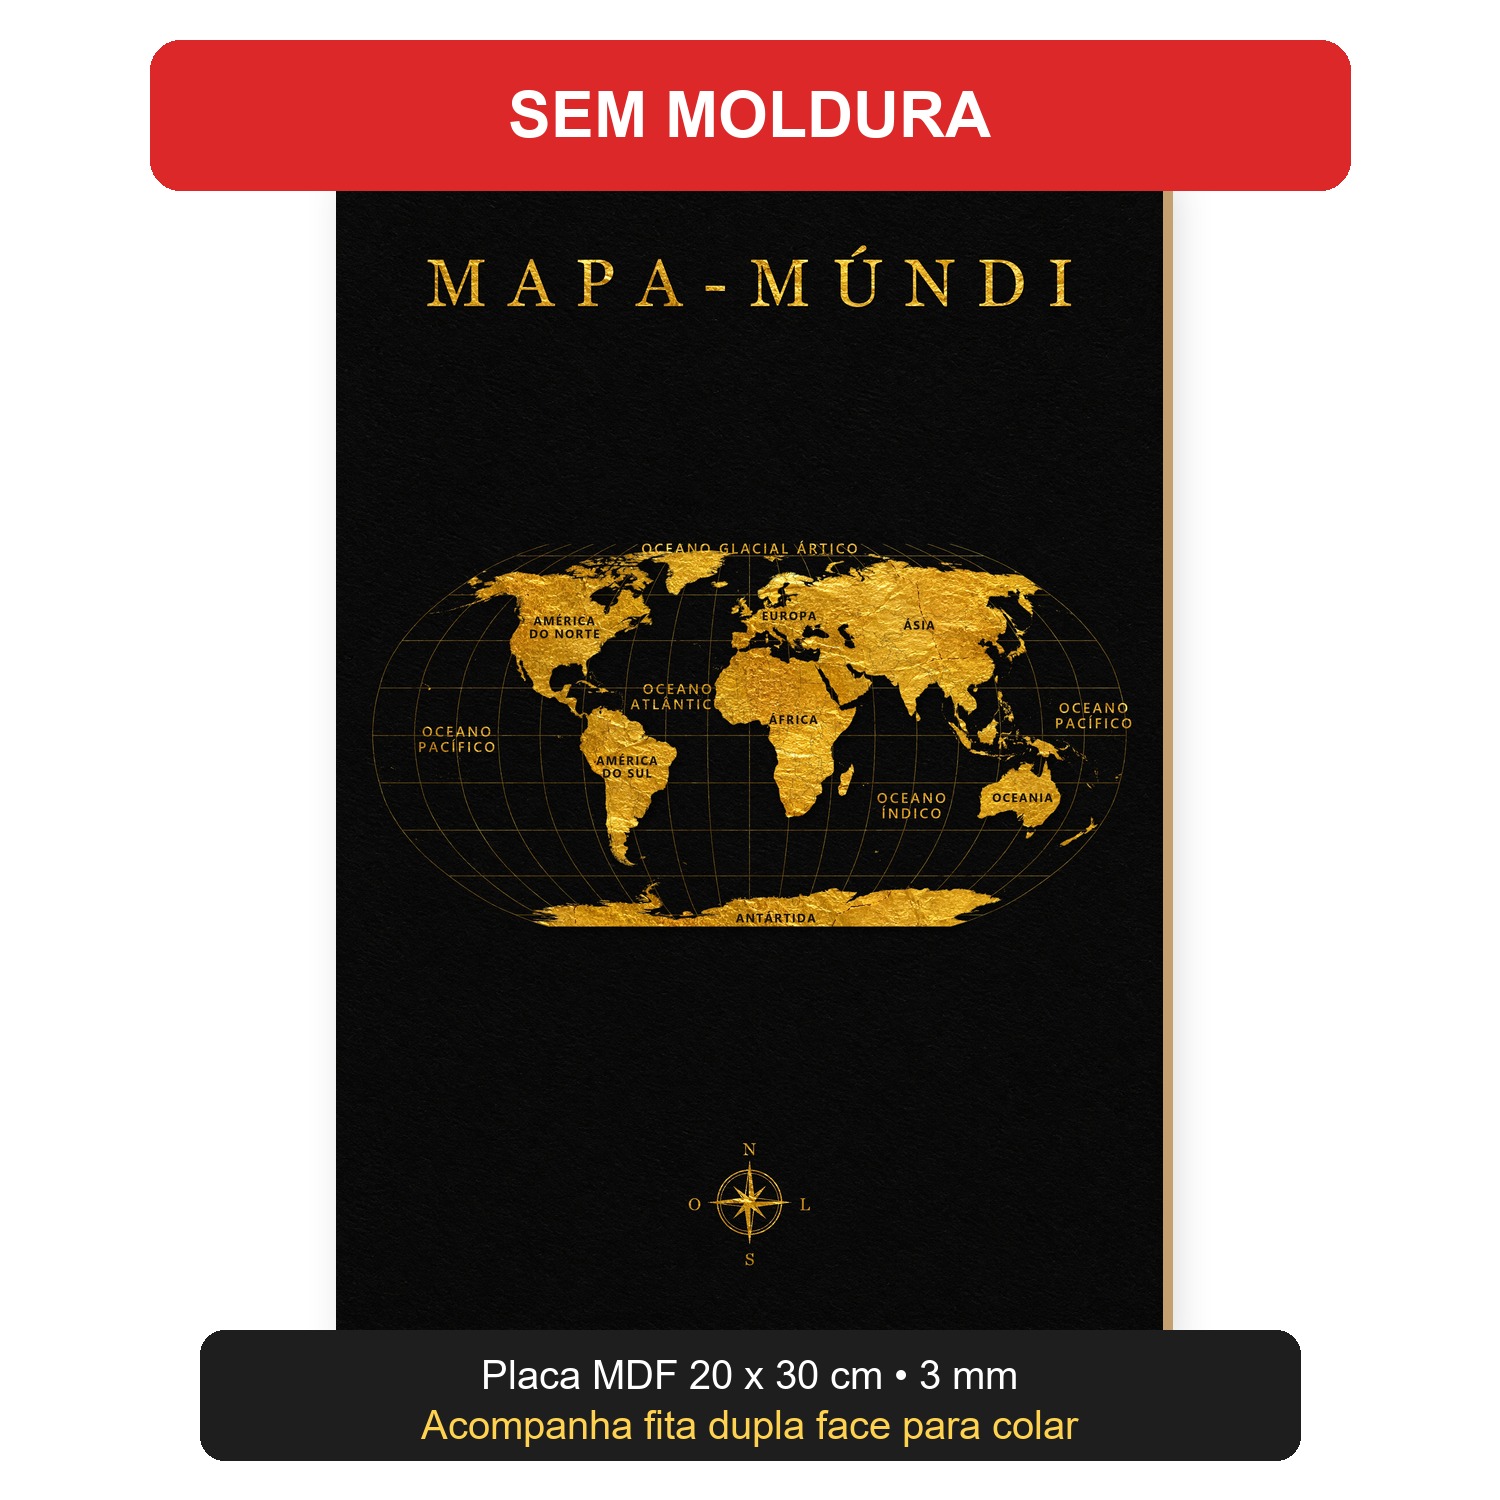 SEM MOLDURA
MAPA-MÚNDI
OCEANO GLACIAL ÁRTICO
AMÉRICA
DO NORTE
EUROPA
ÁSIA
OCEANO
ATLÂNTIC
OCEANO
PACÍFICO
ÁFRICA
OCEANO
PACÍFICO
AMÉRICA
DO SUL
OCEANO
ÍNDICO
OCEANIA
ANTÁRTIDA
N
O
L
S
Placa MDF 20 x 30 cm • 3 mm
Acompanha fita dupla face para colar